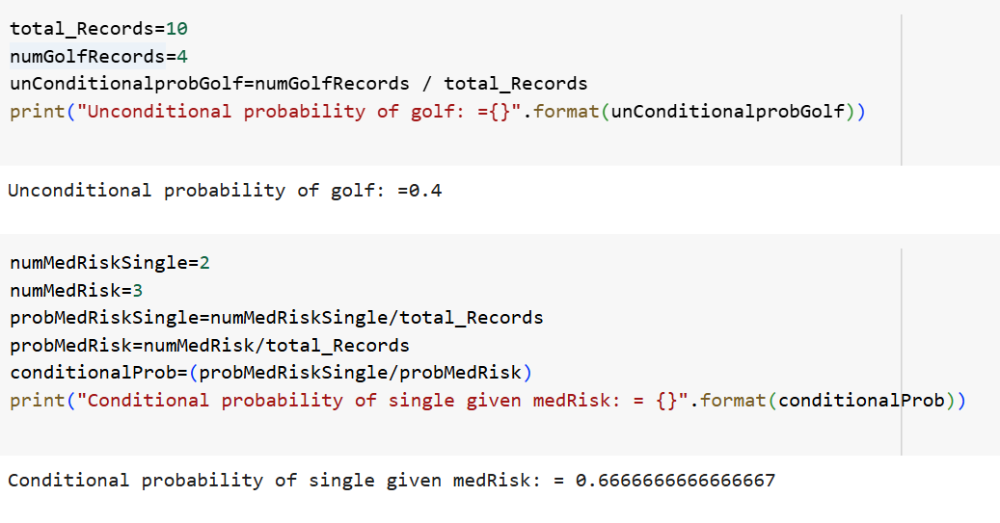 total_Records=10
numGolfRecords=4
unConditionalprobGolf=numGolfRecords / total_Records
print("Unconditional probability of golf: ={}".format(unConditionalprobGolf))
Unconditional probability of golf: =0.4
numMedRiskSingle=2
numMedRisk=3
probMedRiskSingle=numMedRiskSingle/total_Records
probMedRisk=numMedRisk/total_Records
conditionalProb=(probMedRiskSingle/probMedRisk)
print("Conditional probability of single given medRisk: = {}".format(conditionalProb))
Conditional probability of single given medRisk: = 0.6666666666666667